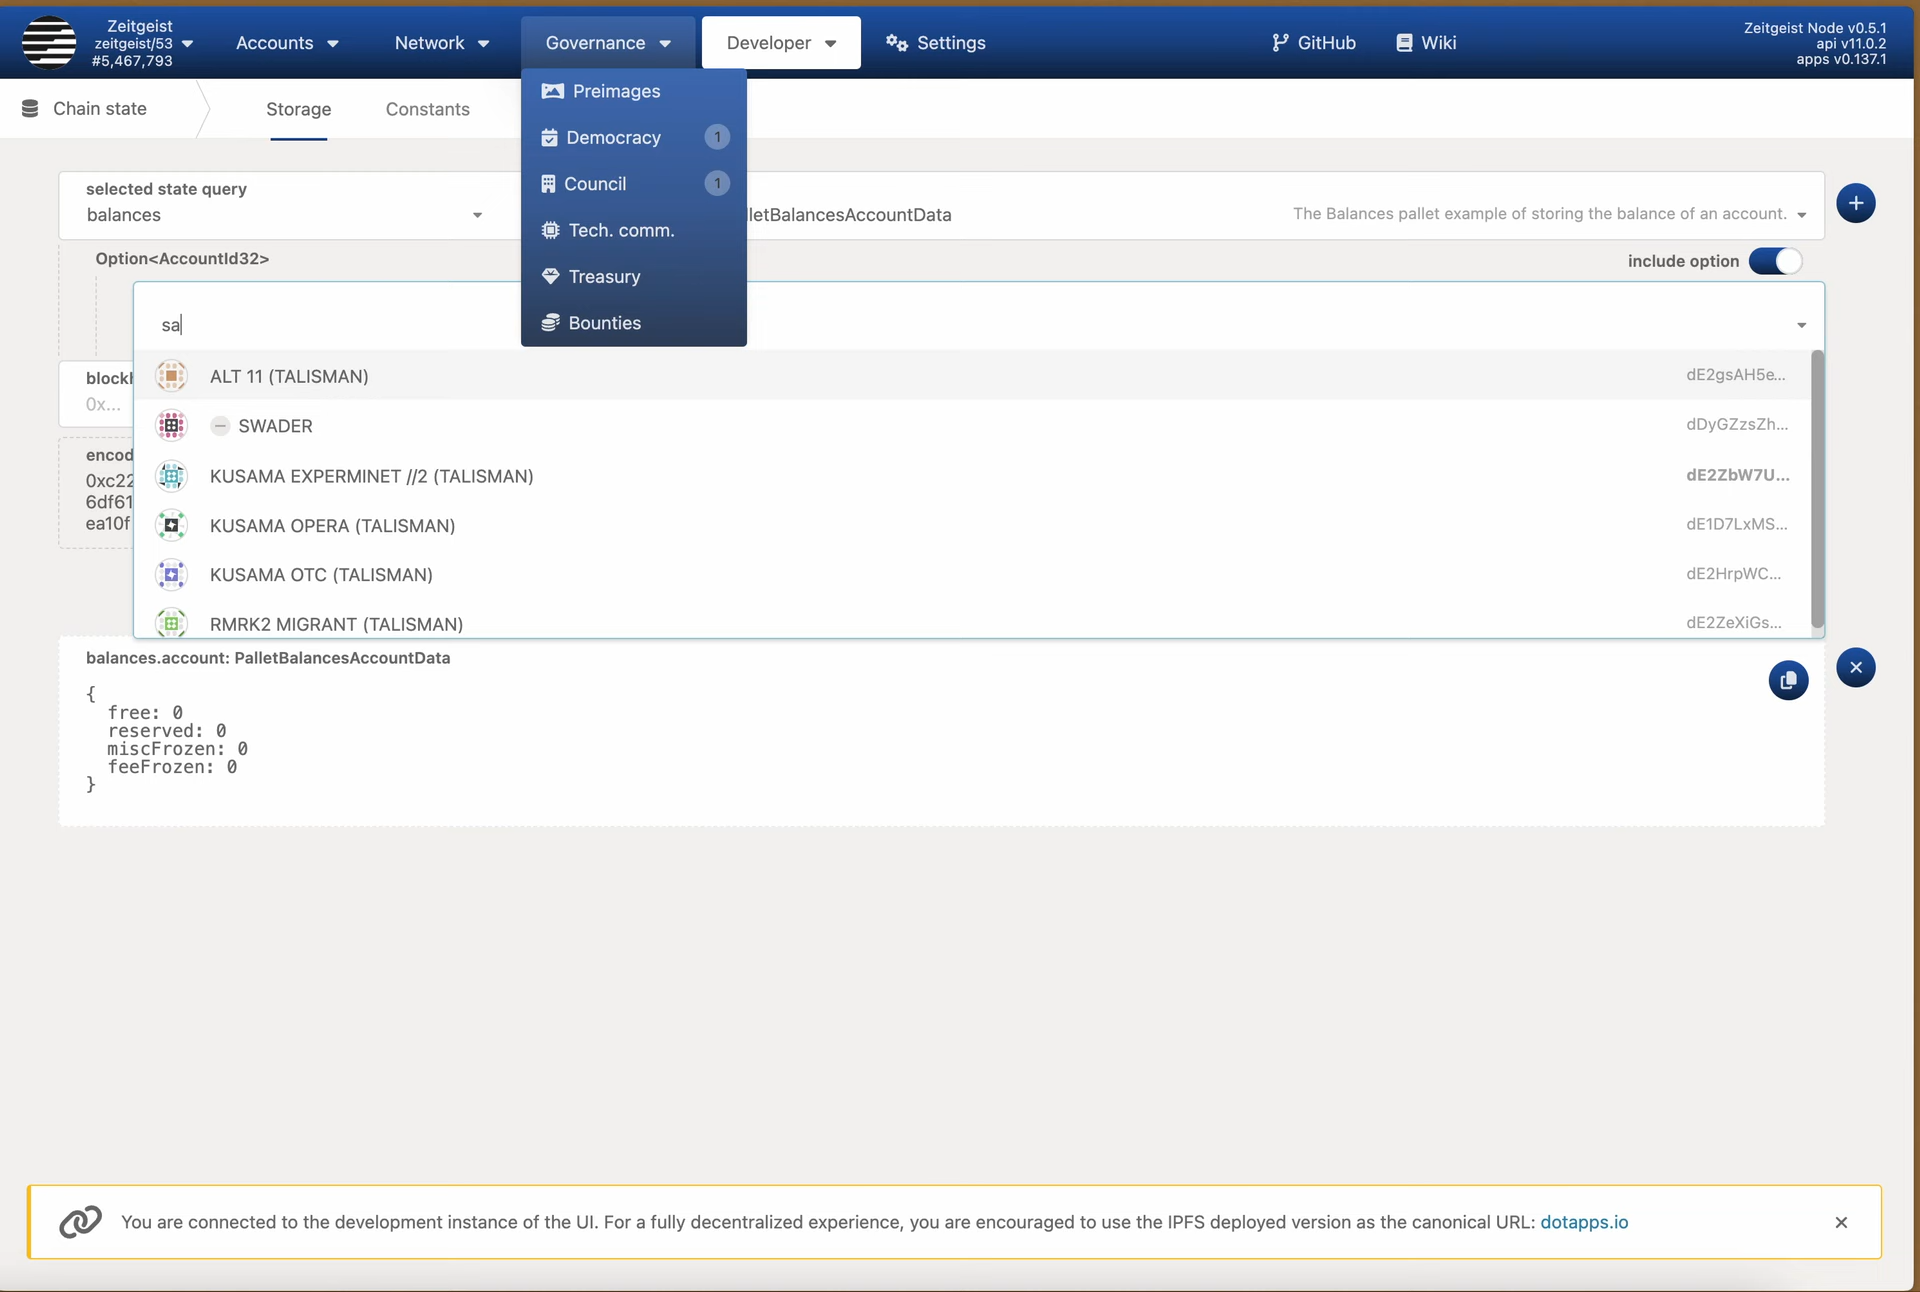 Zeitgeist
zeitgeist/53
#5,467,793
Accounts
Network
Governance
Developer
Settings
GitHub
Wiki
Zeitgeist Node v0.5.1
api v11.0.2
apps v0.137.1
Chain state
Storage
Constants
Preimages
Democracy 1
Council 1
Tech. comm.
Treasury
Bounties
selected state query
balances
lletBalancesAccountData
The Balances pallet example of storing the balance of an account.
Option<AccountId32>
include option
sa
ALT 11 (TALISMAN) dE2gsAH5e...
SWADER dDyGZzsZh...
KUSAMA EXPERMINET //2 (TALISMAN) dE2ZbW7U...
KUSAMA OPERA (TALISMAN) dE1D7LxMS...
KUSAMA OTC (TALISMAN) dE2HrpWC...
RMRK2 MIGRANT (TALISMAN) dE2ZeXiGs...
blockh
0x...
encod
0xc22
6df61
ea10f
balances.account: PalletBalancesAccountData
{
free: 0
reserved: 0
miscFrozen: 0
feeFrozen: 0
}
You are connected to the development instance of the UI. For a fully decentralized experience, you are encouraged to use the IPFS deployed version as the canonical URL: dotapps.io